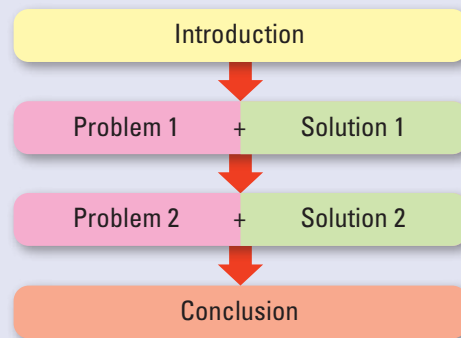 Introduction
Problem 1 + Solution 1
Problem 2 + Solution 2
Conclusion